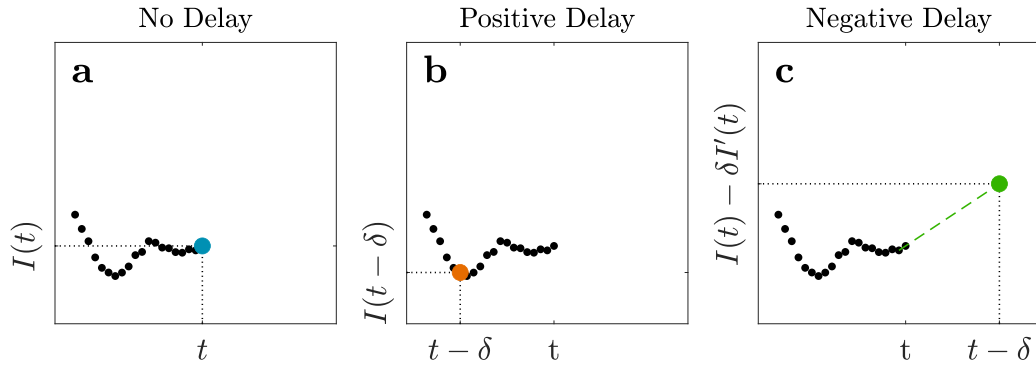 No Delay
a
I(t)
t
Positive Delay
b
I(t − δ)
t − δ
t
Negative Delay
c
I(t) − δI′(t)
t
t − δ